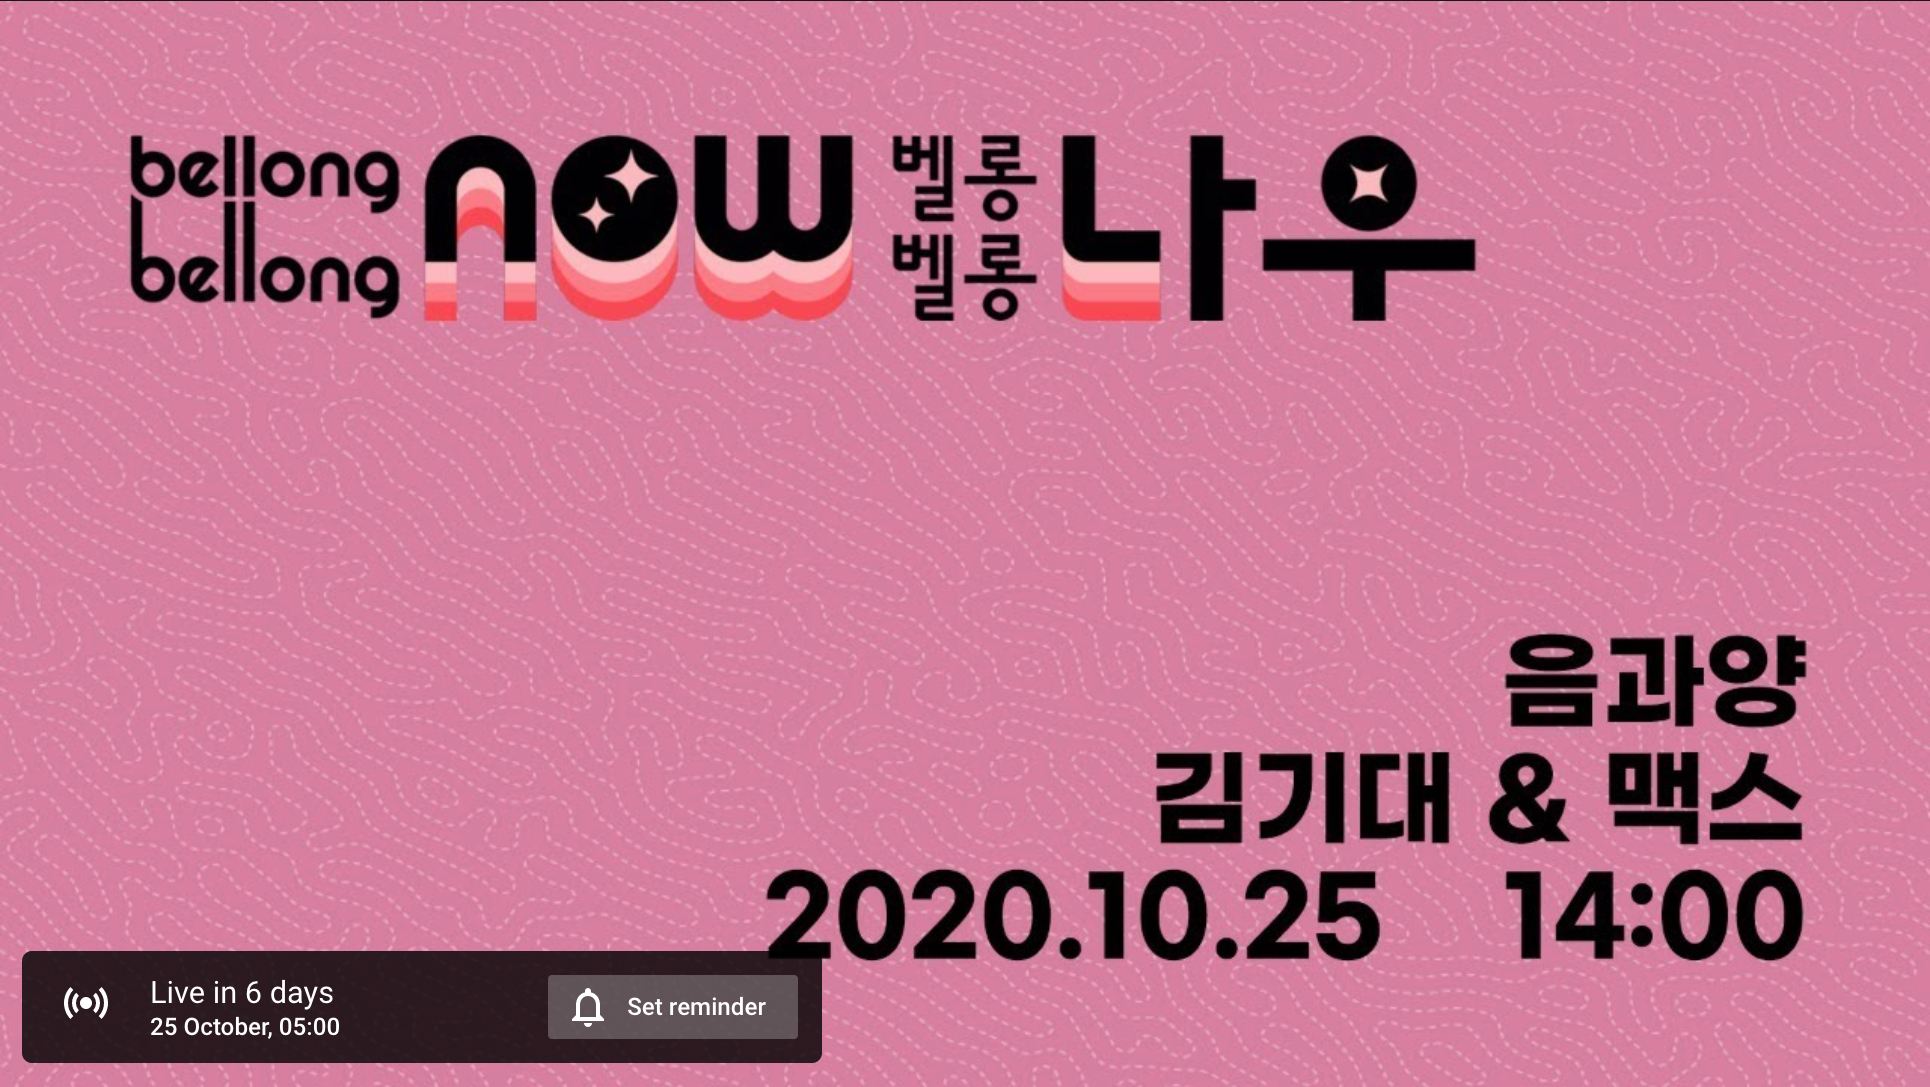 bellong
bellong
now
벨롱
벨롱
나우
음과양
김기대 & 맥스
2020.10.25 14:00
Live in 6 days
25 October, 05:00
Set reminder